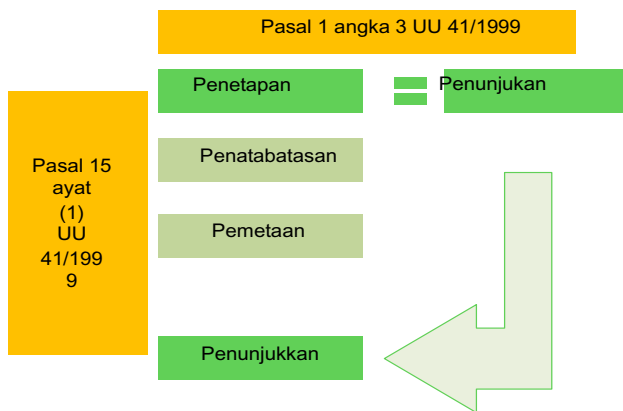 Pasal 1 angka 3 UU 41/1999
Penetapan
Penunjukan
Pasal 15
ayat
(1)
UU
41/199
9
Penatabatasan
Pemetaan
Penunjukkan